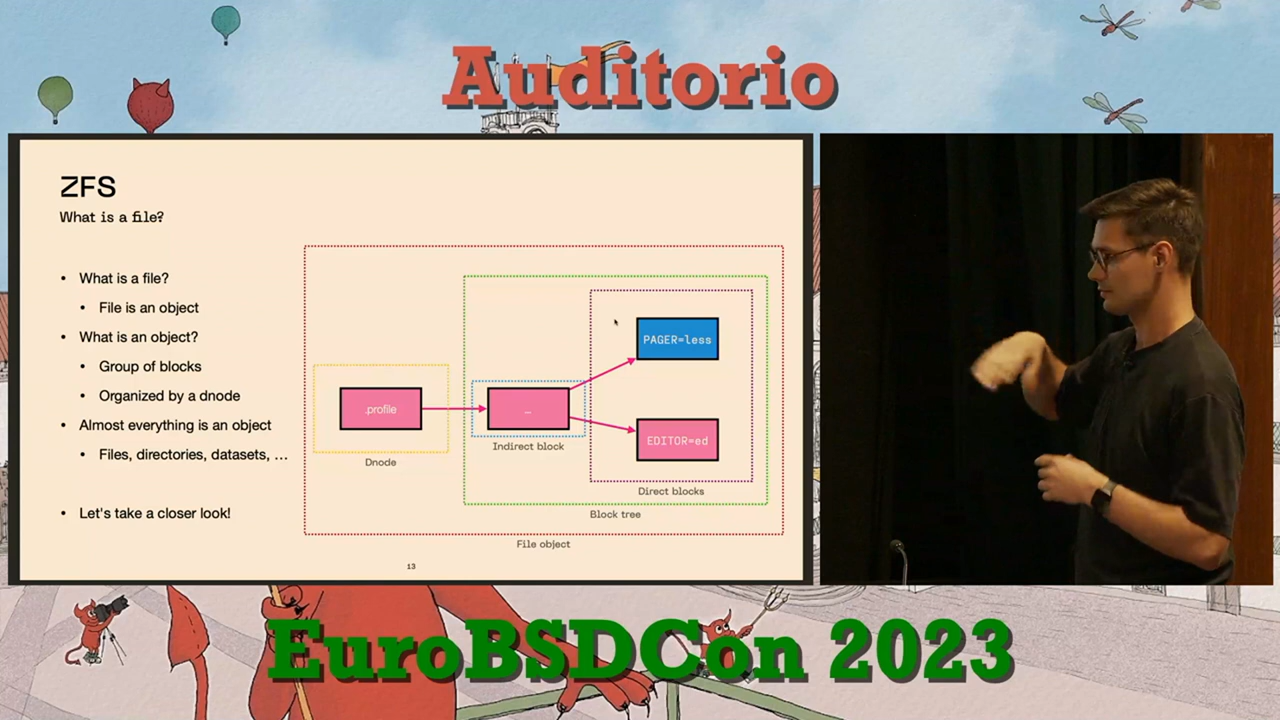 Auditorio
ZFS
What is a file?
• What is a file?
• File is an object
• What is an object?
• Group of blocks
• Organized by a dnode
• Almost everything is an object
• Files, directories, datasets, …
• Let's take a closer look!
.profile
Dnode
...
Indirect block
PAGER=less
EDITOR=ed
Direct blocks
Block tree
File object
13
EuroBSDCon 2023